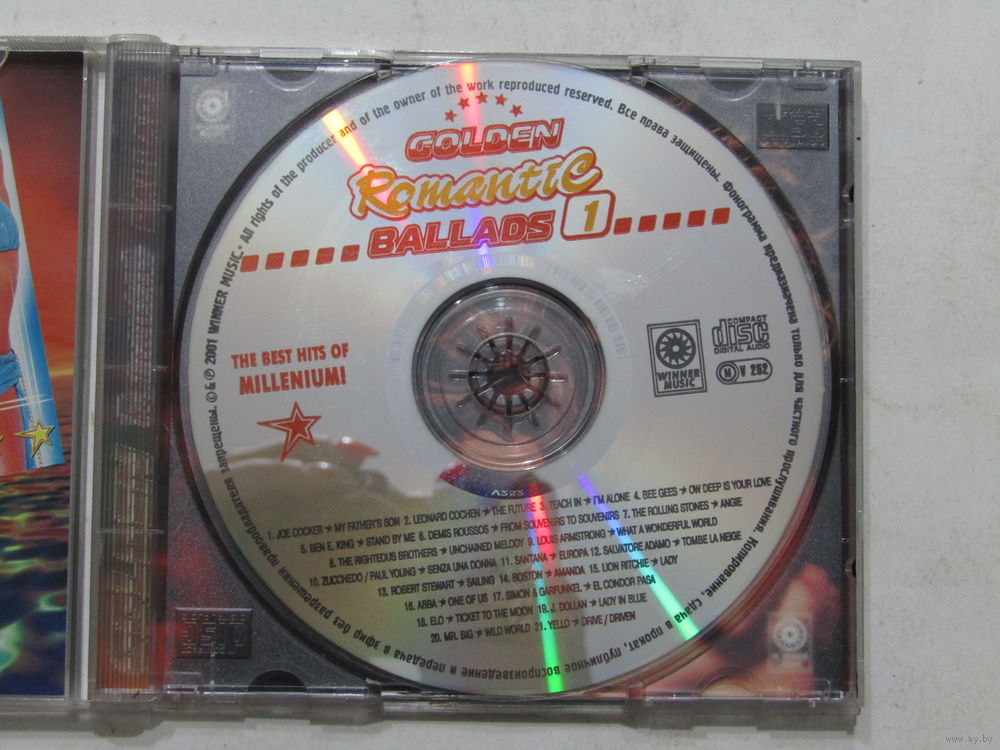 All rights of the producer and of the owner of the work reproduced reserved. Все права защищены. Фонограмма предназначена только для частного прослушивания. Копирование, сдача в прокат, публичное воспроизведение и передача в эфир без разрешения правообладателя запрещены. © & ℗ 2001 WINNER MUSIC.
GOLDEN
Romantic
BALLADS 1
THE BEST HITS OF
MILLENIUM!
WINNER
MUSIC
COMPACT
disc
DIGITAL AUDIO
M V 252
1. JOE COCKER ★ MY FATHER'S SON 2. LEONARD COCHEN ★ THE FUTURE 3. TEACH IN ★ I'M ALONE 4. BEE GEES ★ OW DEEP IS YOUR LOVE
5. BEN E. KING ★ STAND BY ME 6. DEMIS ROUSSOS ★ FROM SOUVENIRS TO SOUVENIRS 7. THE ROLLING STONES ★ ANGIE
8. THE RIGHTEOUS BROTHERS ★ UNCHAINED MELODY 9. LOUIS ARMSTRONG ★ WHAT A WONDERFUL WORLD
10. ZUCCHEDO / PAUL YOUNG ★ SENZA UNA DONNA 11. SANTANA ★ EUROPA 12. SALVATORE ADAMO ★ TOMBE LA NEIGE
13. ROBERT STEWART ★ SAILING 14. BOSTON ★ AMANDA 15. LION RITCHIE ★ LADY
16. ABBA ★ ONE OF US 17. SIMON & GARFUNKEL ★ EL CONDOR PASA
18. ELO ★ TICKET TO THE MOON 19. J. DOLLAN ★ LADY IN BLUE
20. MR. BIG ★ WILD WORLD 21. YELLO ★ DRIVE / DRIVEN
www.ay.by